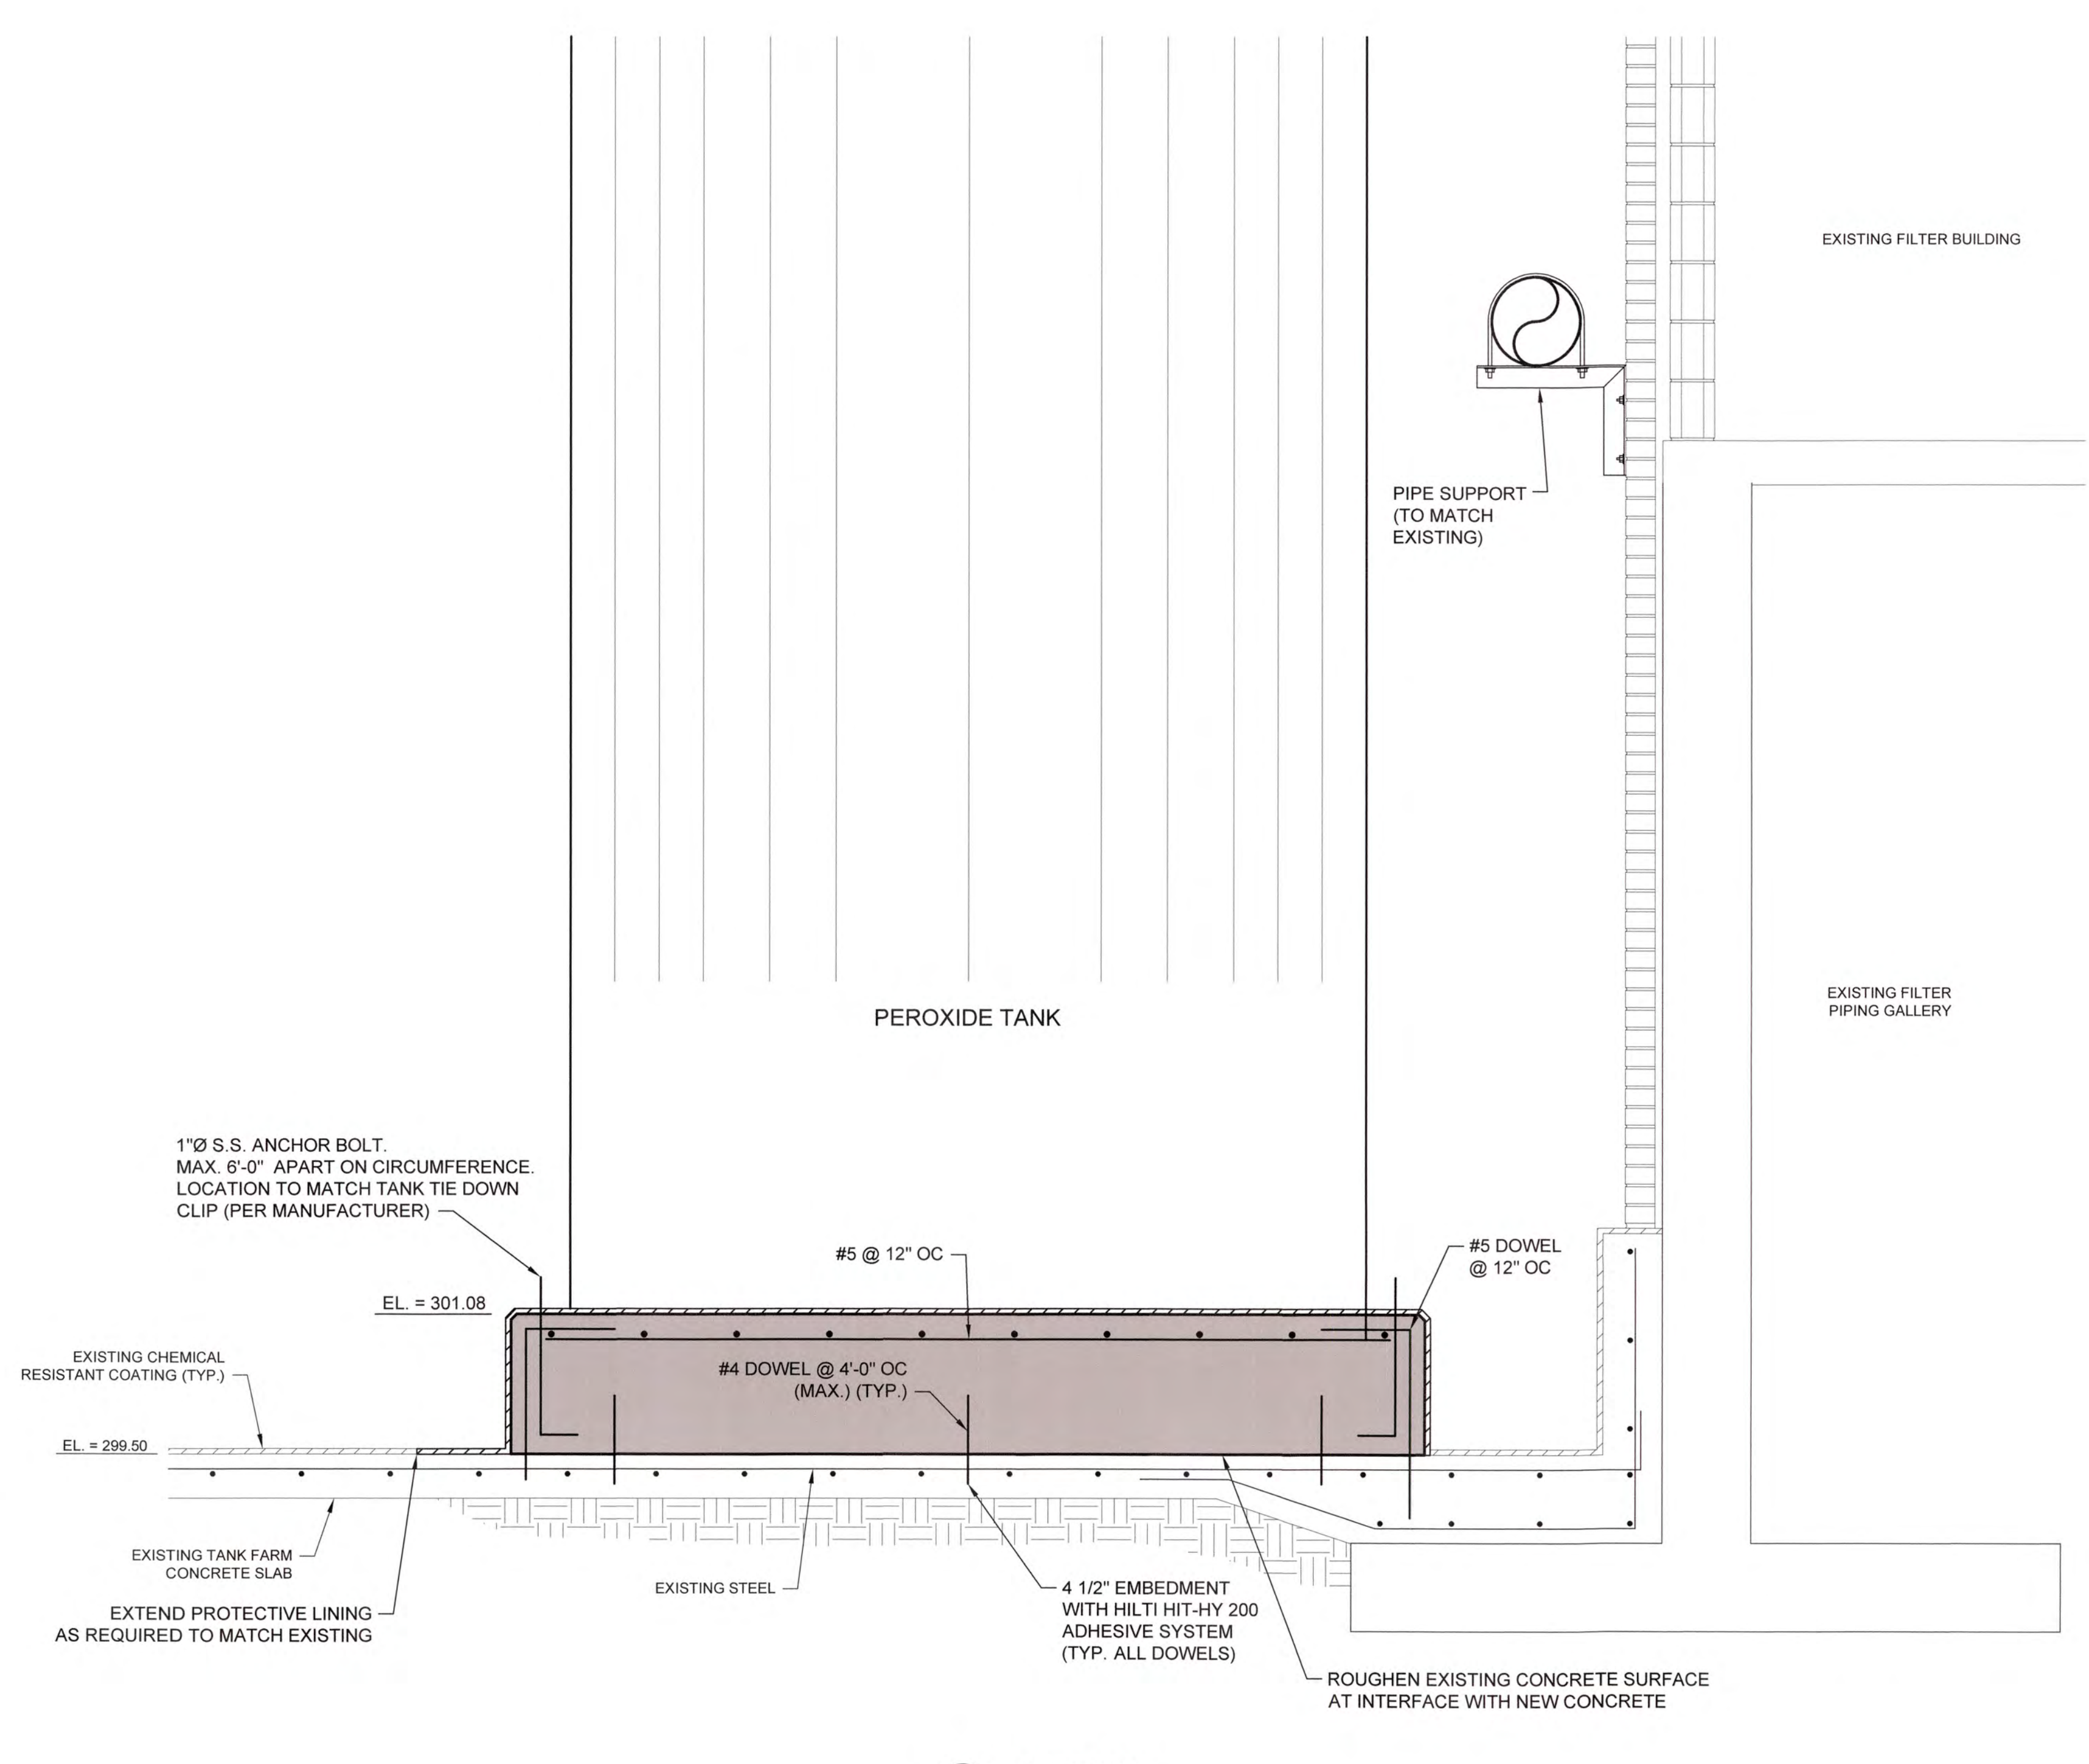 EXISTING FILTER BUILDING
PIPE SUPPORT
(TO MATCH
EXISTING)
EXISTING FILTER
PIPING GALLERY
PEROXIDE TANK
1"Ø S.S. ANCHOR BOLT.
MAX. 6'-0" APART ON CIRCUMFERENCE.
LOCATION TO MATCH TANK TIE DOWN
CLIP (PER MANUFACTURER)
#5 @ 12" OC
#5 DOWEL
@ 12" OC
EL. = 301.08
EXISTING CHEMICAL
RESISTANT COATING (TYP.)
#4 DOWEL @ 4'-0" OC
(MAX.) (TYP.)
EL. = 299.50
EXISTING TANK FARM
CONCRETE SLAB
EXISTING STEEL
4 1/2" EMBEDMENT
WITH HILTI HIT-HY 200
ADHESIVE SYSTEM
(TYP. ALL DOWELS)
EXTEND PROTECTIVE LINING
AS REQUIRED TO MATCH EXISTING
ROUGHEN EXISTING CONCRETE SURFACE
AT INTERFACE WITH NEW CONCRETE